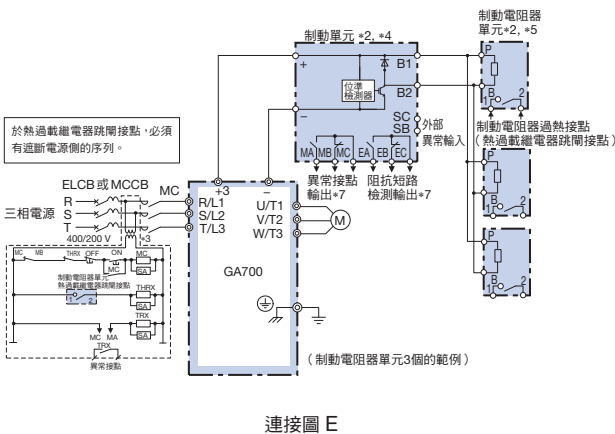 制動電阻器
單元*2, *5
制動單元 *2, *4
P
B
1
2
+
B1
位準
檢測器
B2
−
SC
SB
外部
異常輸入
MA
MB
MC
EA
EB
EC
異常接點
輸出*7
阻抗短路
檢測輸出*7
制動電阻器過熱接點
（熱過載繼電器跳閘接點）
P
B
1
2
P
B
1
2
於熱過載繼電器跳閘接點，必須
有遮斷電源側的序列。
ELCB 或 MCCB
MC
三相電源
R
S
T
400/200 V
*3
+3
−
R/L1
S/L2
T/L3
U/T1
V/T2
W/T3
M
GA700
MC
MB
THRX
OFF
ON
MC
MC
SA
制動電阻器單元
熱過載繼電器跳閘接點
1
2
THRX
SA
TRX
SA
MC
MA
TRX
異常接點
（制動電阻器單元3個的範例）
連接圖 E